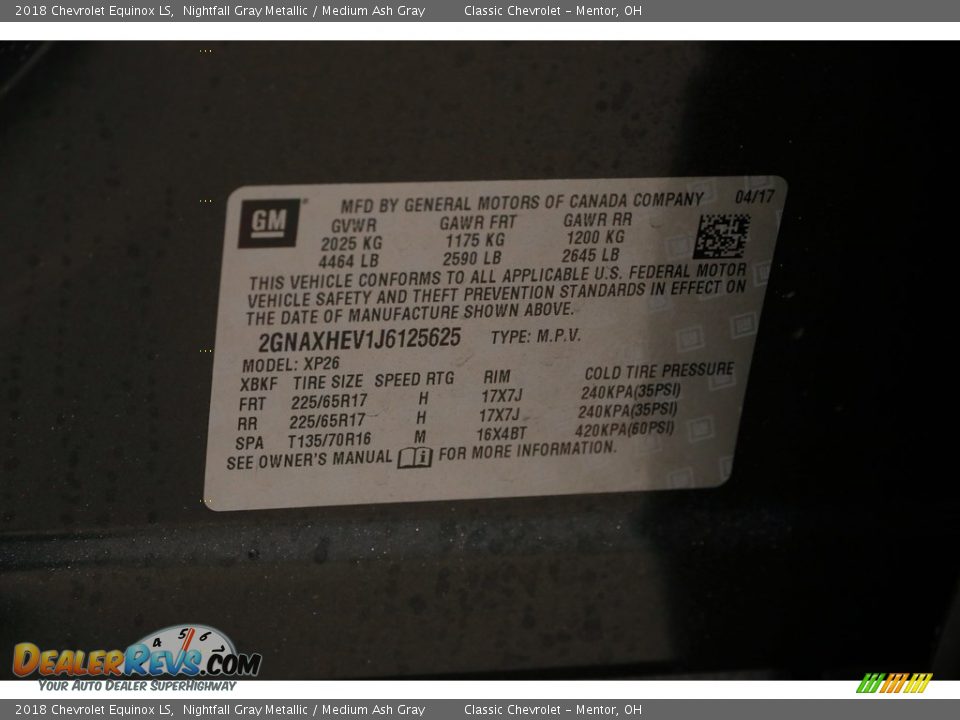 2018 Chevrolet Equinox LS,  Nightfall Gray Metallic / Medium Ash Gray          Classic Chevrolet – Mentor, OH
GM MFD BY GENERAL MOTORS OF CANADA COMPANY 04/17
GVWR GAWR FRT GAWR RR
2025 KG 1175 KG 1200 KG
4464 LB 2590 LB 2645 LB
THIS VEHICLE CONFORMS TO ALL APPLICABLE U.S. FEDERAL MOTOR
VEHICLE SAFETY AND THEFT PREVENTION STANDARDS IN EFFECT ON
THE DATE OF MANUFACTURE SHOWN ABOVE.
2GNAXHEV1J6125625 TYPE: M.P.V.
MODEL: XP26
XBKF TIRE SIZE SPEED RTG RIM COLD TIRE PRESSURE
FRT 225/65R17 H 17X7J 240KPA(35PSI)
RR 225/65R17 H 17X7J 240KPA(35PSI)
SPA T135/70R16 M 16X4BT 420KPA(60PSI)
SEE OWNER'S MANUAL FOR MORE INFORMATION.
4 5 6
DealerRevs.com
Your Auto Dealer SuperHighway
2018 Chevrolet Equinox LS,  Nightfall Gray Metallic / Medium Ash Gray          Classic Chevrolet – Mentor, OH